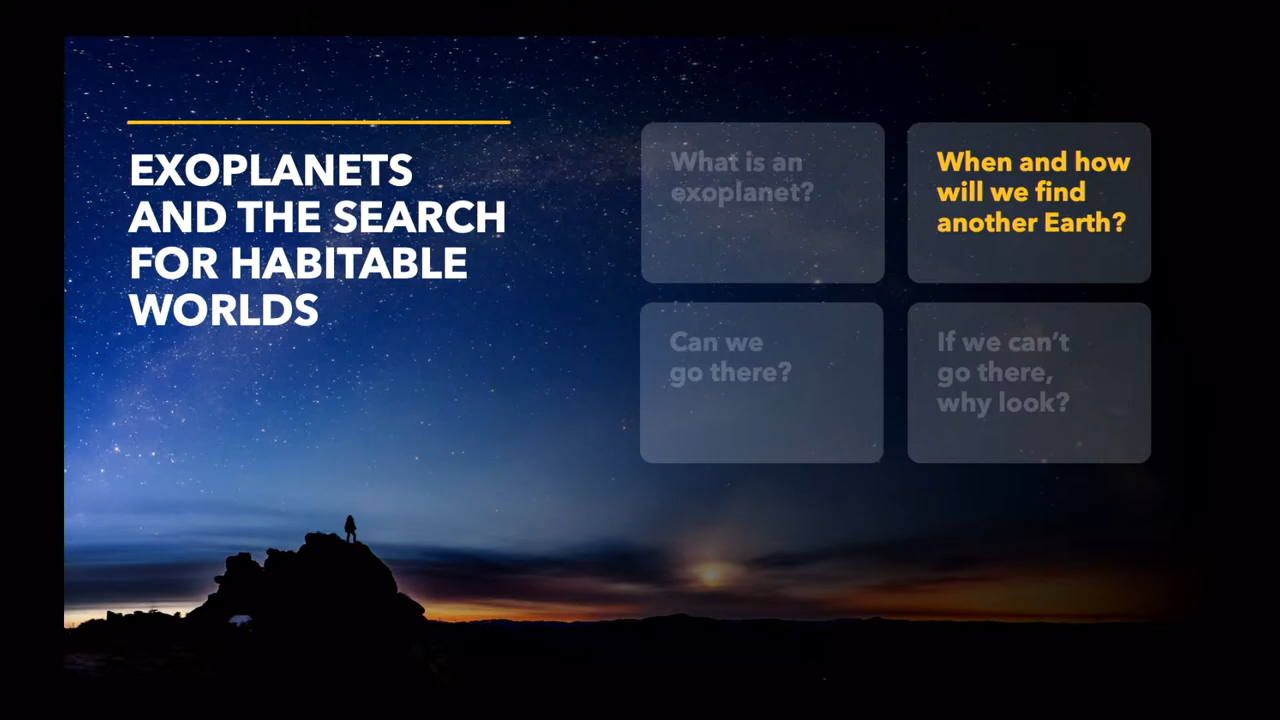 EXOPLANETS
AND THE SEARCH
FOR HABITABLE
WORLDS
What is an
exoplanet?
When and how
will we find
another Earth?
Can we
go there?
If we can't
go there,
why look?